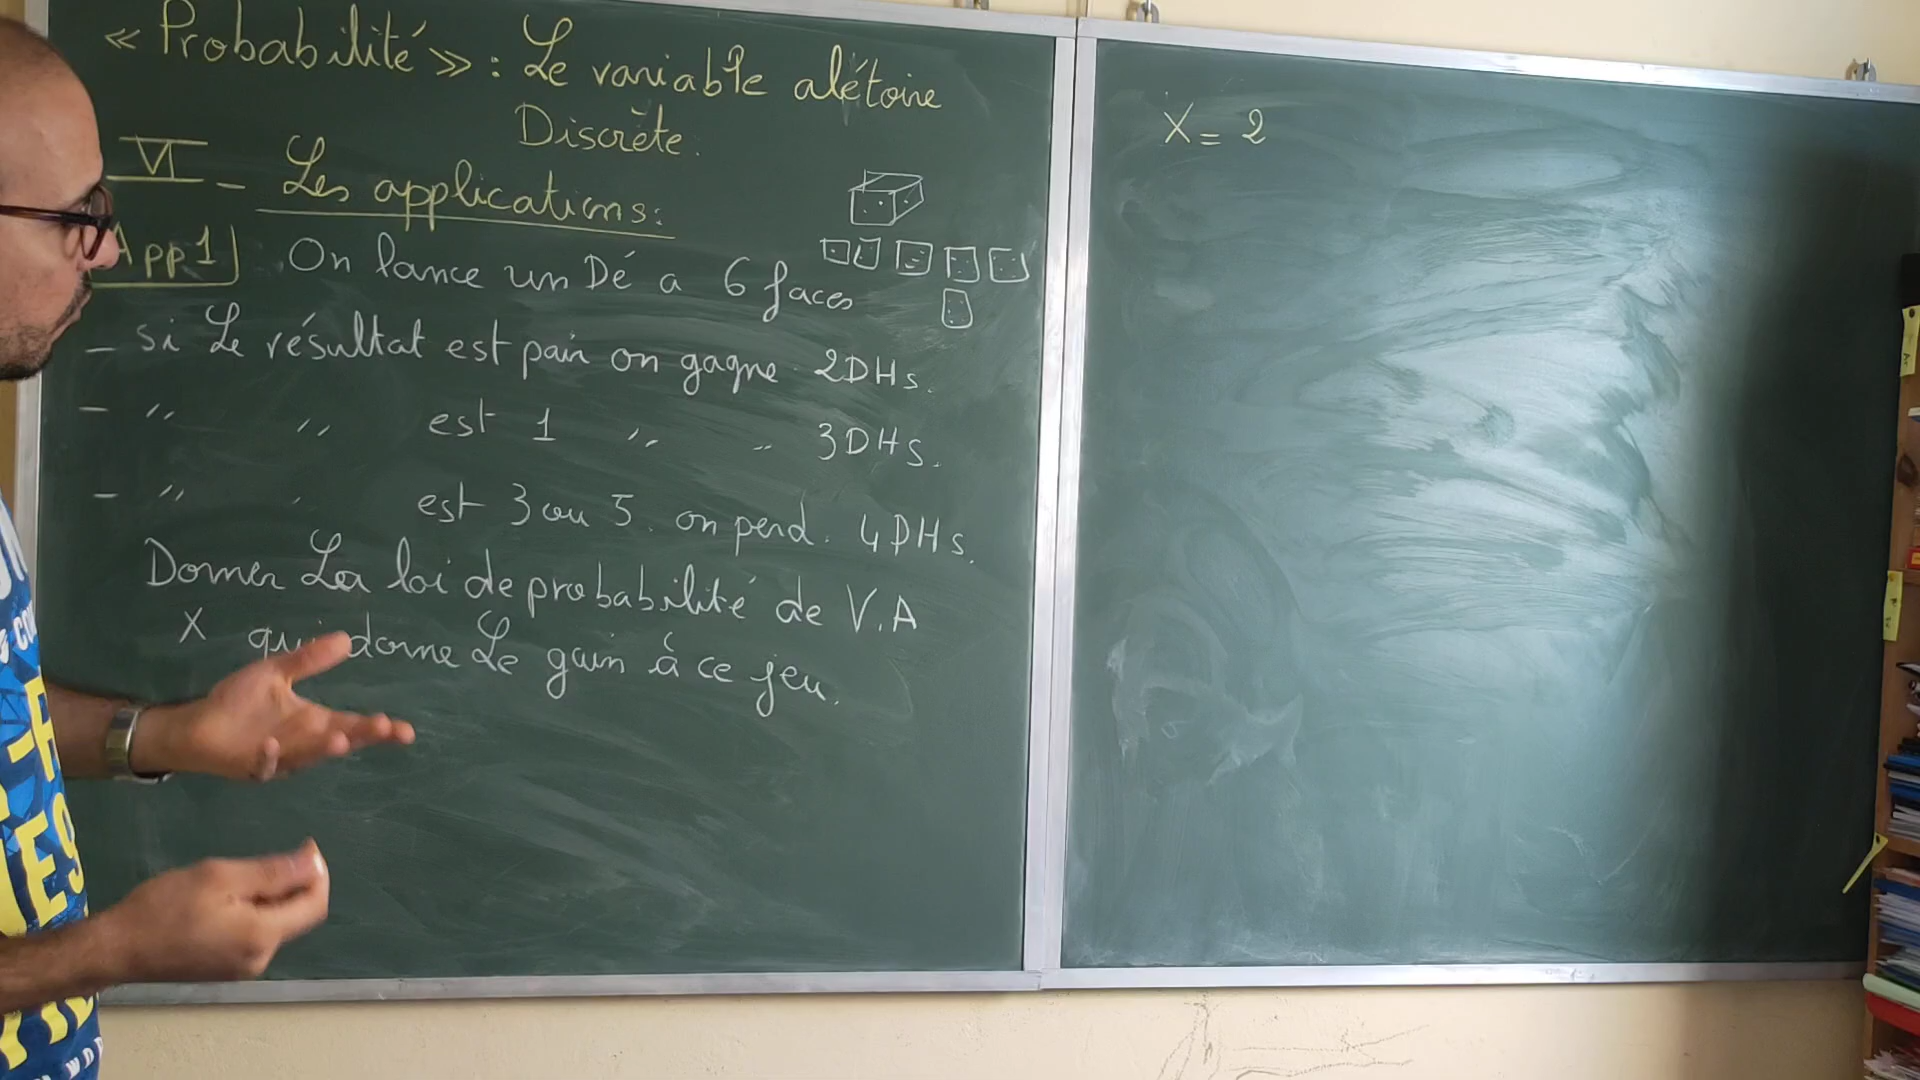 « Probabilité » : Le variable alétoire
Discrète.
VI - Les applications:
App1) On lance un Dé a 6 faces
- si Le résultat est pair on gagne 2DHs.
- " " est 1 " " 3DHs.
- " " est 3 ou 5. on perd. 4DHs.
Donner La loi de probabilité de V.A
X qui donne Le gain à ce jeu.
X = 2